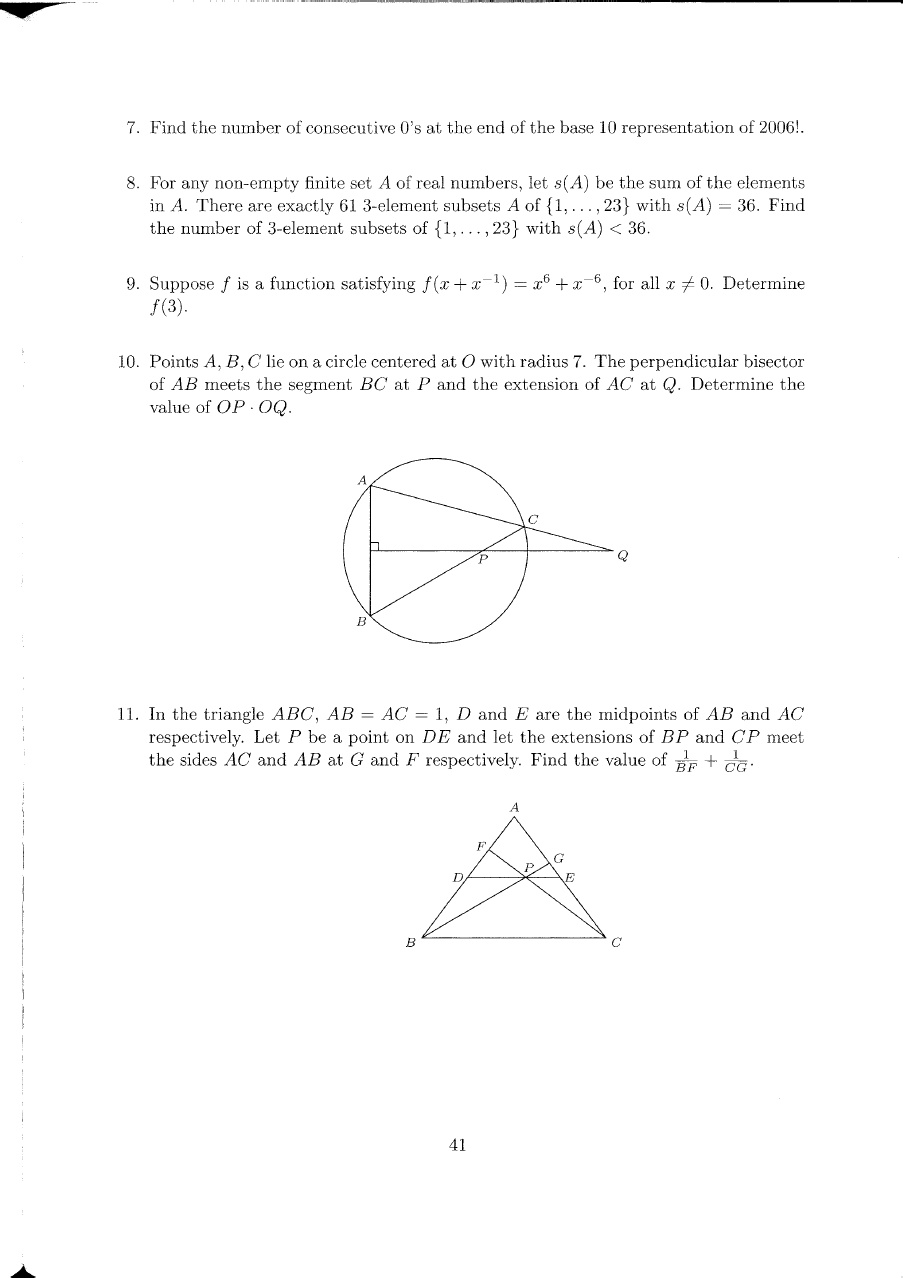 7. Find the number of consecutive 0's at the end of the base 10 representation of 2006!.
8. For any non-empty finite set A of real numbers, let s(A) be the sum of the elements
in A. There are exactly 61 3-element subsets A of {1, . . . , 23} with s(A) = 36. Find
the number of 3-element subsets of {1, . . . , 23} with s(A) < 36.
9. Suppose f is a function satisfying f(x + x⁻¹) = x⁶ + x⁻⁶, for all x ≠ 0. Determine
f(3).
10. Points A, B, C lie on a circle centered at O with radius 7. The perpendicular bisector
of AB meets the segment BC at P and the extension of AC at Q. Determine the
value of OP · OQ.
A
C
P
Q
B
11. In the triangle ABC, AB = AC = 1, D and E are the midpoints of AB and AC
respectively. Let P be a point on DE and let the extensions of BP and CP meet
the sides AC and AB at G and F respectively. Find the value of 1/BF + 1/CG.
A
F
G
P
D
E
B
C
41